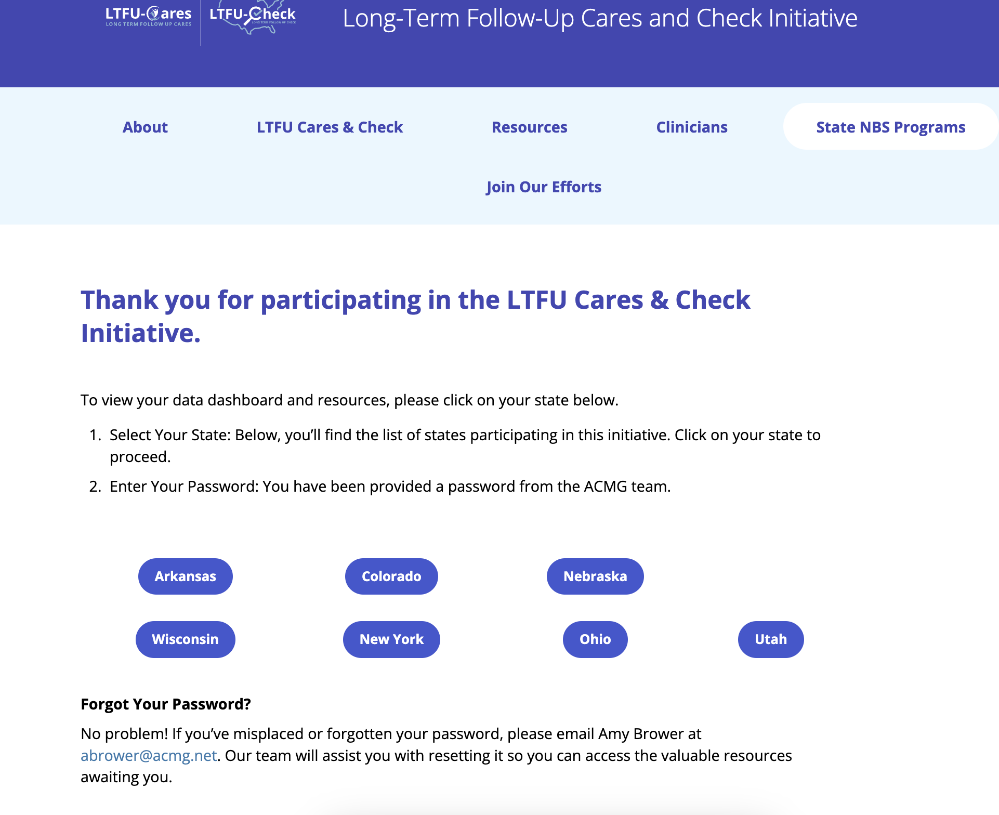 LTFU-Cares
LONG TERM FOLLOW UP CARES
LTFU-Check
LONG TERM FOLLOW UP CHECK
Long-Term Follow-Up Cares and Check Initiative
About
LTFU Cares & Check
Resources
Clinicians
State NBS Programs
Join Our Efforts
Thank you for participating in the LTFU Cares & Check
Initiative.
To view your data dashboard and resources, please click on your state below.
1. Select Your State: Below, you’ll find the list of states participating in this initiative. Click on your state to
proceed.
2. Enter Your Password: You have been provided a password from the ACMG team.
Arkansas
Colorado
Nebraska
Wisconsin
New York
Ohio
Utah
Forgot Your Password?
No problem! If you’ve misplaced or forgotten your password, please email Amy Brower at
abrower@acmg.net. Our team will assist you with resetting it so you can access the valuable resources
awaiting you.